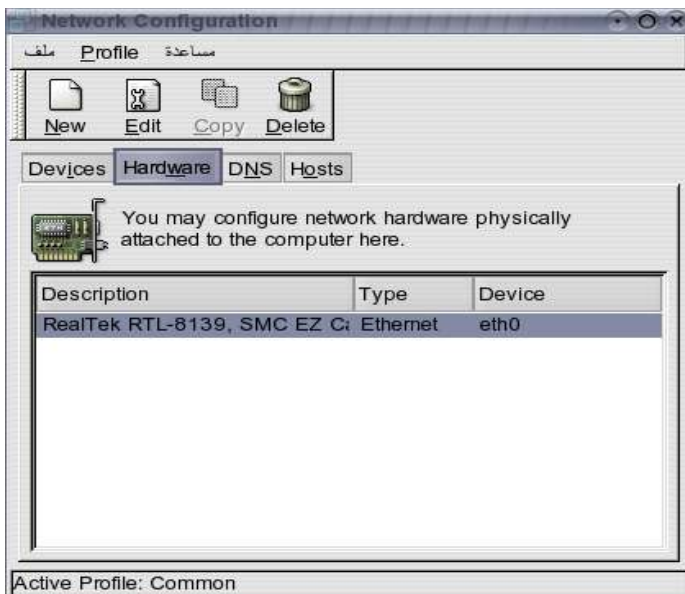 Network Configuration
ملف Profile مساعدة
New Edit Copy Delete
Devices Hardware DNS Hosts
You may configure network hardware physically
attached to the computer here.
Description Type Device
RealTek RTL-8139, SMC EZ Ca Ethernet eth0
Active Profile: Common